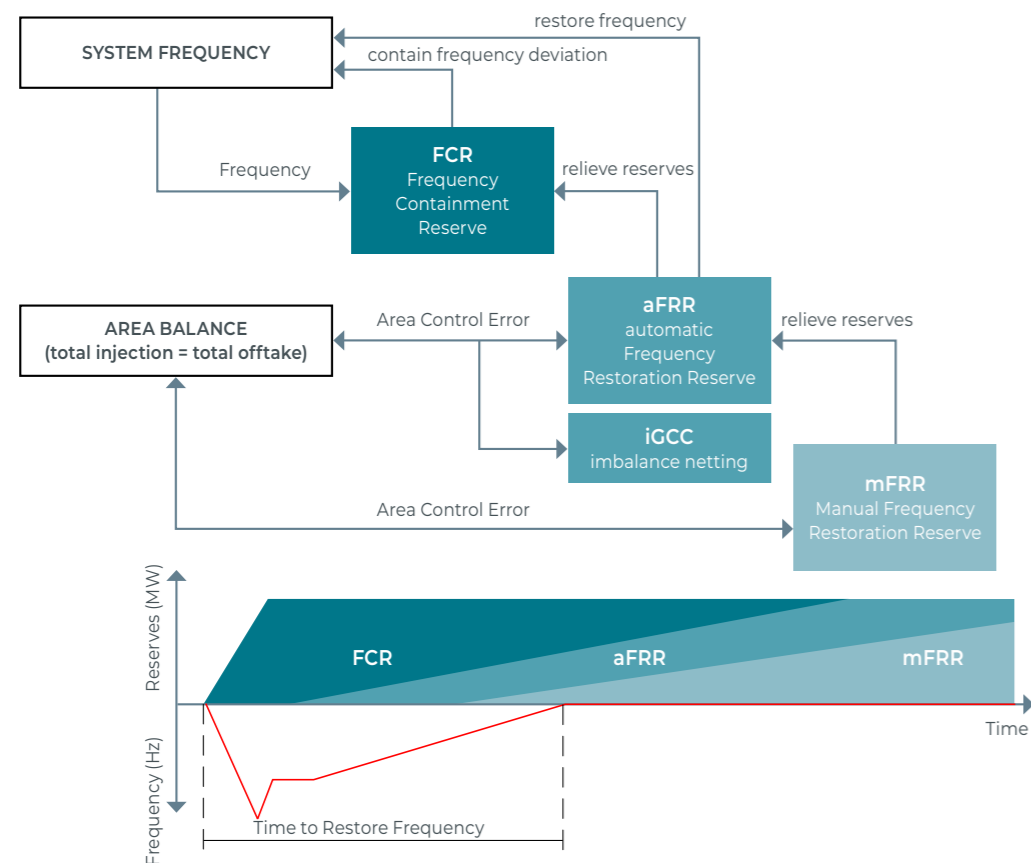 restore frequency
SYSTEM FREQUENCY
contain frequency deviation
FCR
Frequency
Containment
Reserve
Frequency
relieve reserves
aFRR
automatic
Frequency
Restoration Reserve
AREA BALANCE
(total injection = total offtake)
Area Control Error
relieve reserves
iGCC
imbalance netting
mFRR
Manual Frequency
Restoration Reserve
Area Control Error
Reserves (MW)
FCR
aFRR
mFRR
Time
Frequency (Hz)
Time to Restore Frequency